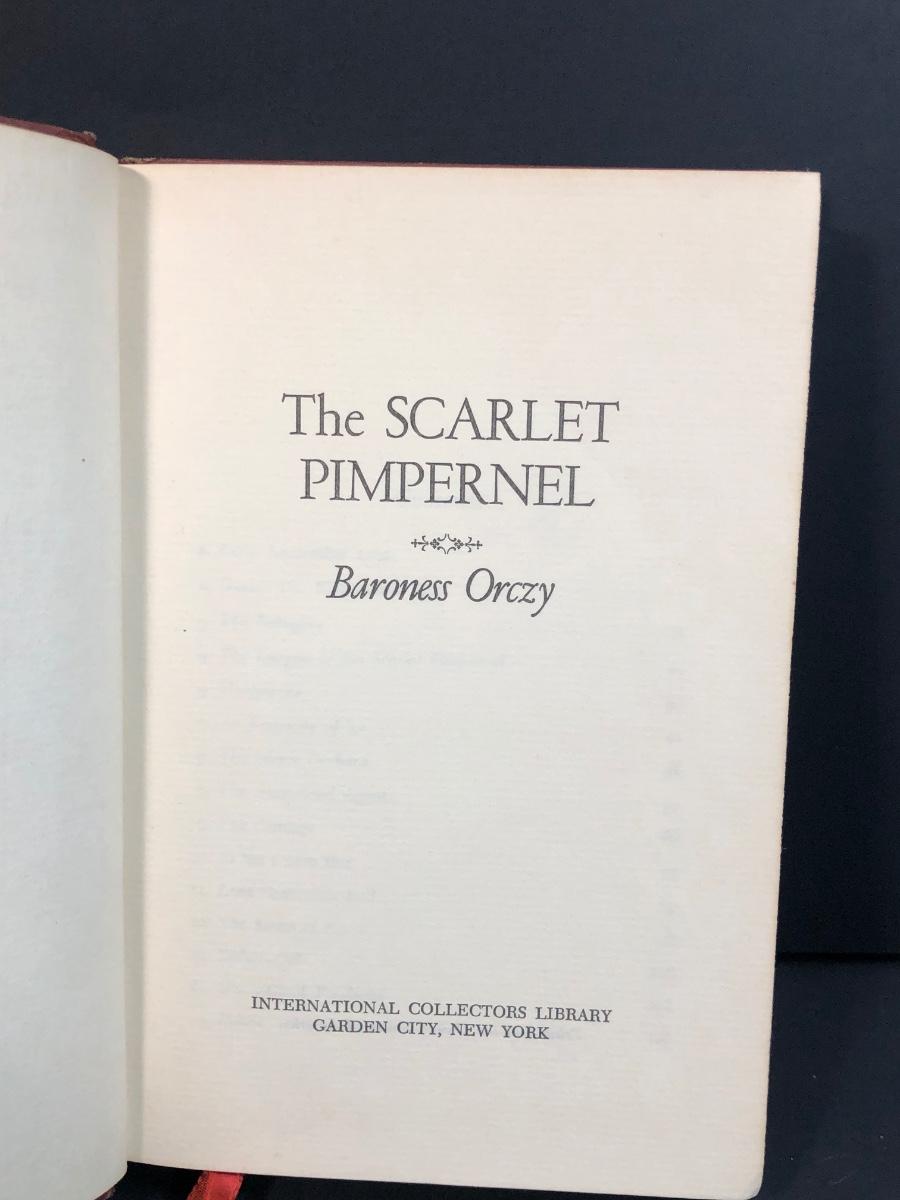 The SCARLET
PIMPERNEL
Baroness Orczy
INTERNATIONAL COLLECTORS LIBRARY
GARDEN CITY, NEW YORK